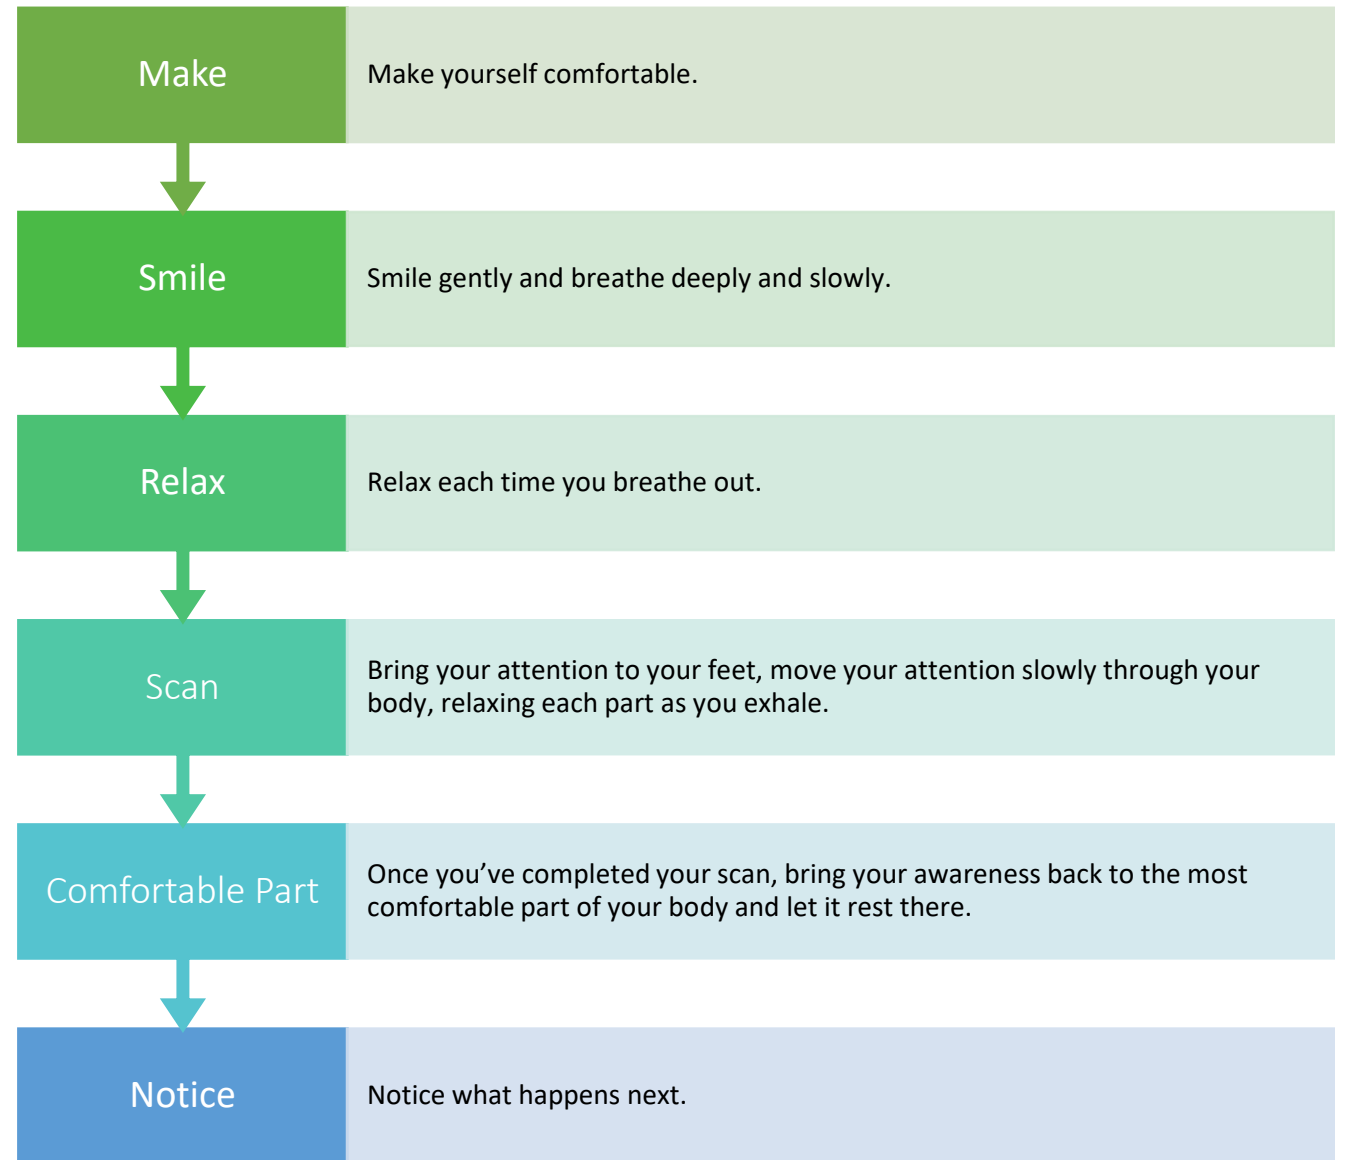 Make
Make yourself comfortable.
Smile
Smile gently and breathe deeply and slowly.
Relax
Relax each time you breathe out.
Scan
Bring your attention to your feet, move your attention slowly through your
body, relaxing each part as you exhale.
Comfortable Part
Once you’ve completed your scan, bring your awareness back to the most
comfortable part of your body and let it rest there.
Notice
Notice what happens next.